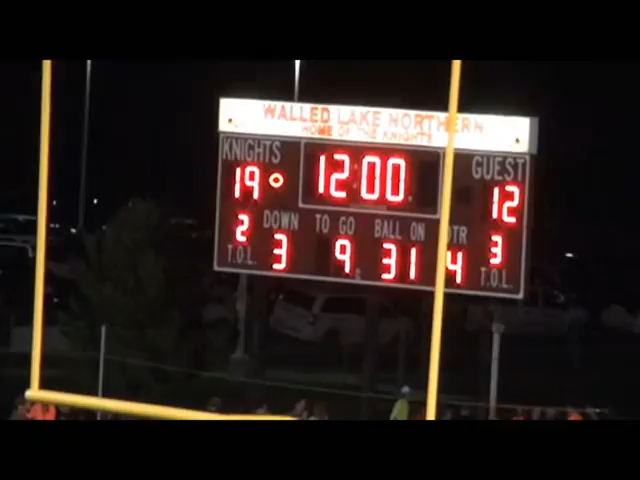 WALLED LAKE NORTHERN
HOME OF THE KNIGHTS
KNIGHTS 12:00 GUEST
19 12
DOWN TO GO BALL ON QTR
2 3 9 31 4 3
T.O.L. T.O.L.